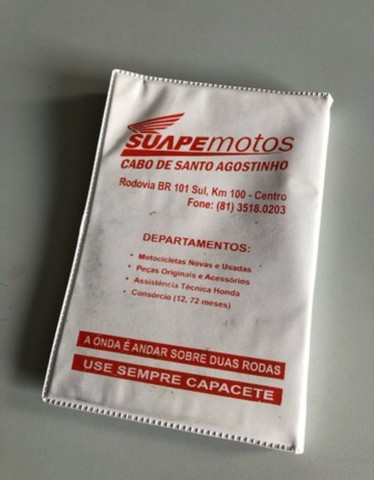 SUAPEmotos
CABO DE SANTO AGOSTINHO
Rodovia BR 101 Sul, Km 100 - Centro
Fone: (81) 3518.0203
DEPARTAMENTOS:
• Motocicletas Novas e Usadas
• Peças Originais e Acessórios
• Assistência Técnica Honda
• Consórcio (12, 72 meses)
A ONDA É ANDAR SOBRE DUAS RODAS
USE SEMPRE CAPACETE